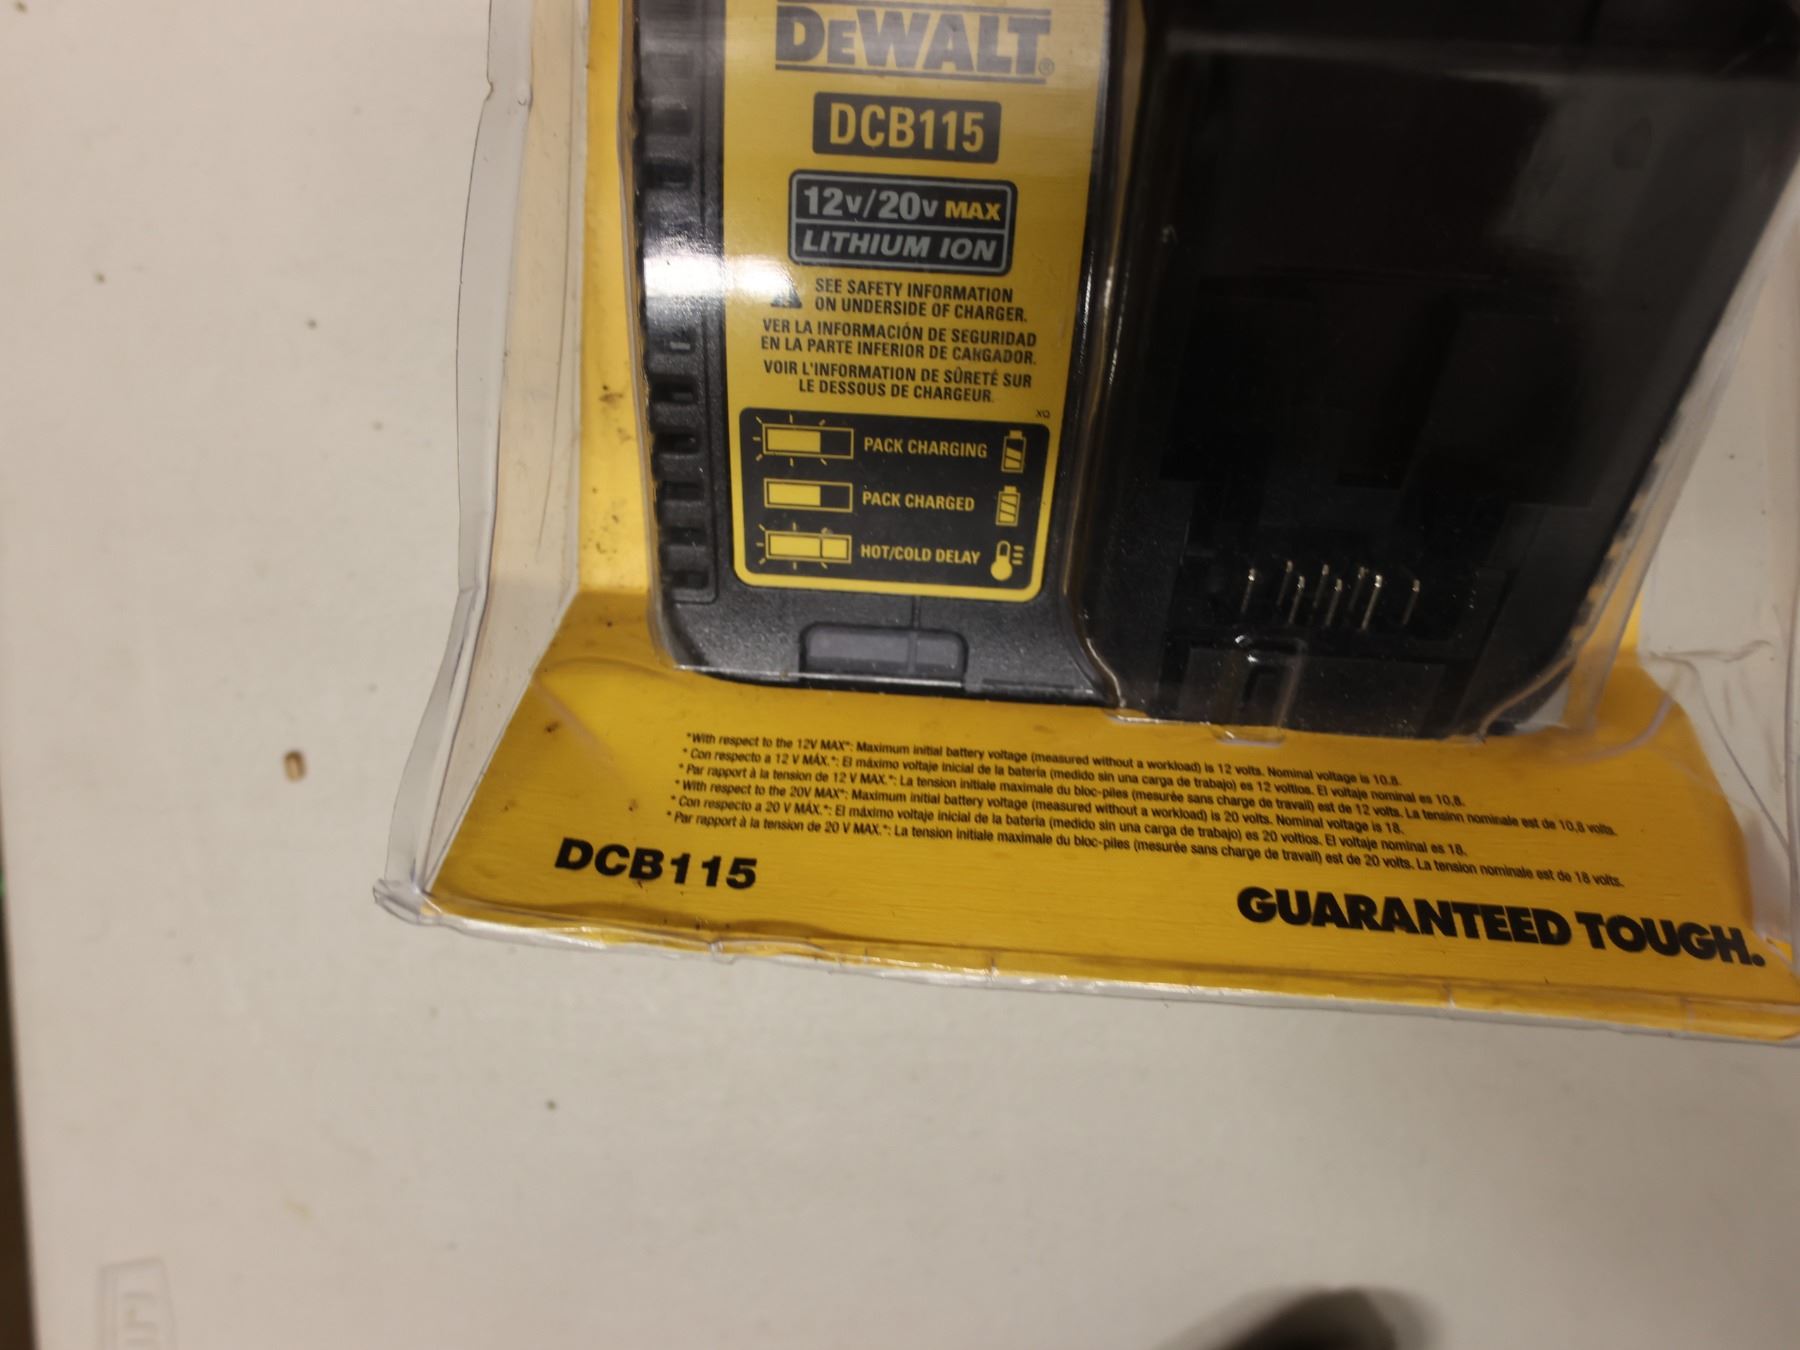 DEWALT®
DCB115
12V/20V MAX
LITHIUM ION
SEE SAFETY INFORMATION
ON UNDERSIDE OF CHARGER.
VER LA INFORMACIÓN DE SEGURIDAD
EN LA PARTE INFERIOR DE CARGADOR.
VOIR L'INFORMATION DE SÛRETÉ SUR
LE DESSOUS DE CHARGEUR.
XQ
PACK CHARGING
PACK CHARGED
HOT/COLD DELAY
*With respect to the 12V MAX*: Maximum initial battery voltage (measured without a workload) is 12 volts. Nominal voltage is 10.8.
* Con respecto a 12 V MÁX.*: El máximo voltaje inicial de la batería (medido sin una carga de trabajo) es 12 voltios. El voltaje nominal es 10,8.
* Par rapport à la tension de 12 V MAX.*: La tension initiale maximale du bloc-piles (mesurée sans charge de travail) est de 12 volts. La tension nominale est de 10,8 volts.
*With respect to the 20V MAX*: Maximum initial battery voltage (measured without a workload) is 20 volts. Nominal voltage is 18.
* Con respecto a 20 V MÁX.*: El máximo voltaje inicial de la batería (medido sin una carga de trabajo) es 20 voltios. El voltaje nominal es 18.
* Par rapport à la tension de 20 V MAX.*: La tension initiale maximale du bloc-piles (mesurée sans charge de travail) est de 20 volts. La tension nominale est de 18 volts.
DCB115
GUARANTEED TOUGH.